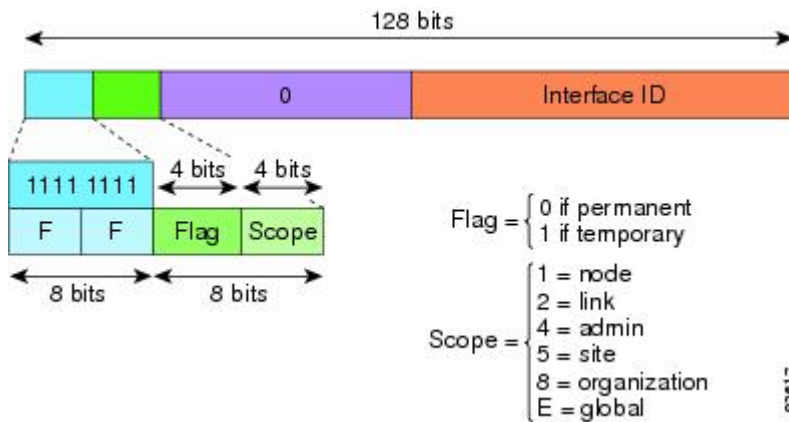 128 bits
0 Interface ID
4 bits 4 bits
1111 1111
F F Flag Scope
8 bits 8 bits
Flag = { 0 if permanent
1 if temporary
Scope = { 1 = node
2 = link
4 = admin
5 = site
8 = organization
E = global